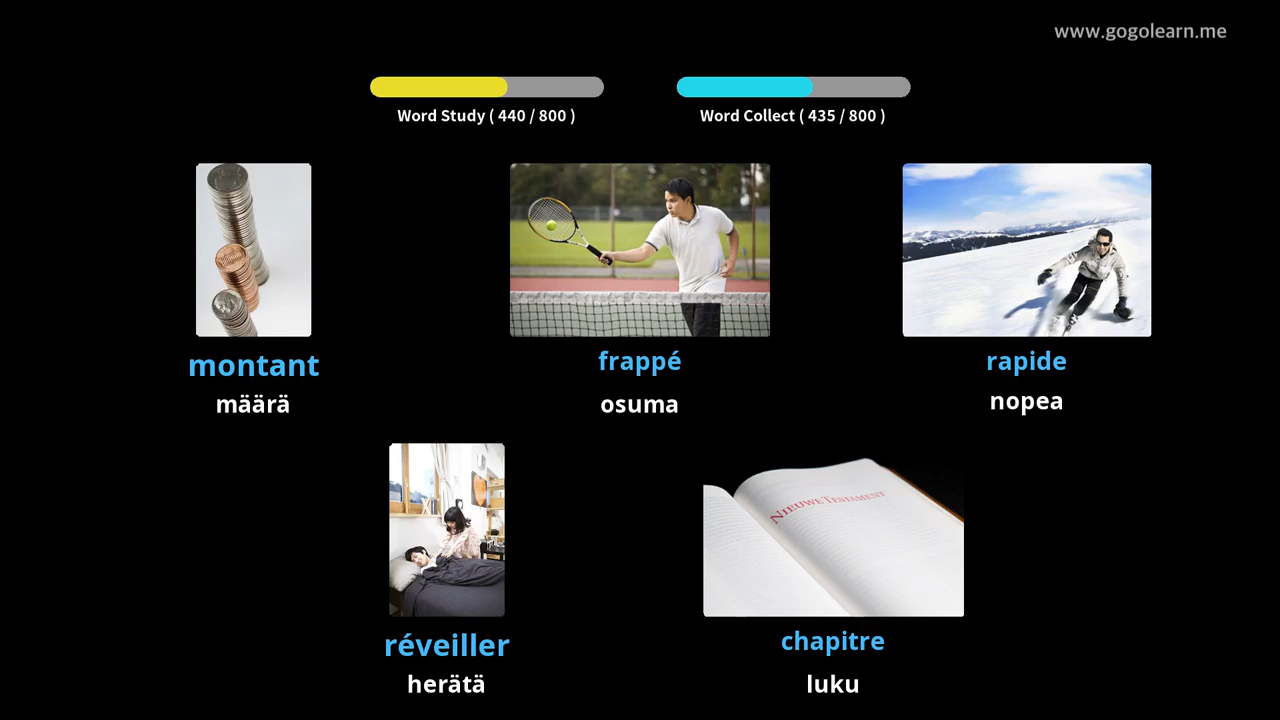 www.gogolearn.me
Word Study ( 440 / 800 )
Word Collect ( 435 / 800 )
montant
määrä
frappé
osuma
rapide
nopea
NIEUWE TESTAMENT
réveiller
herätä
chapitre
luku